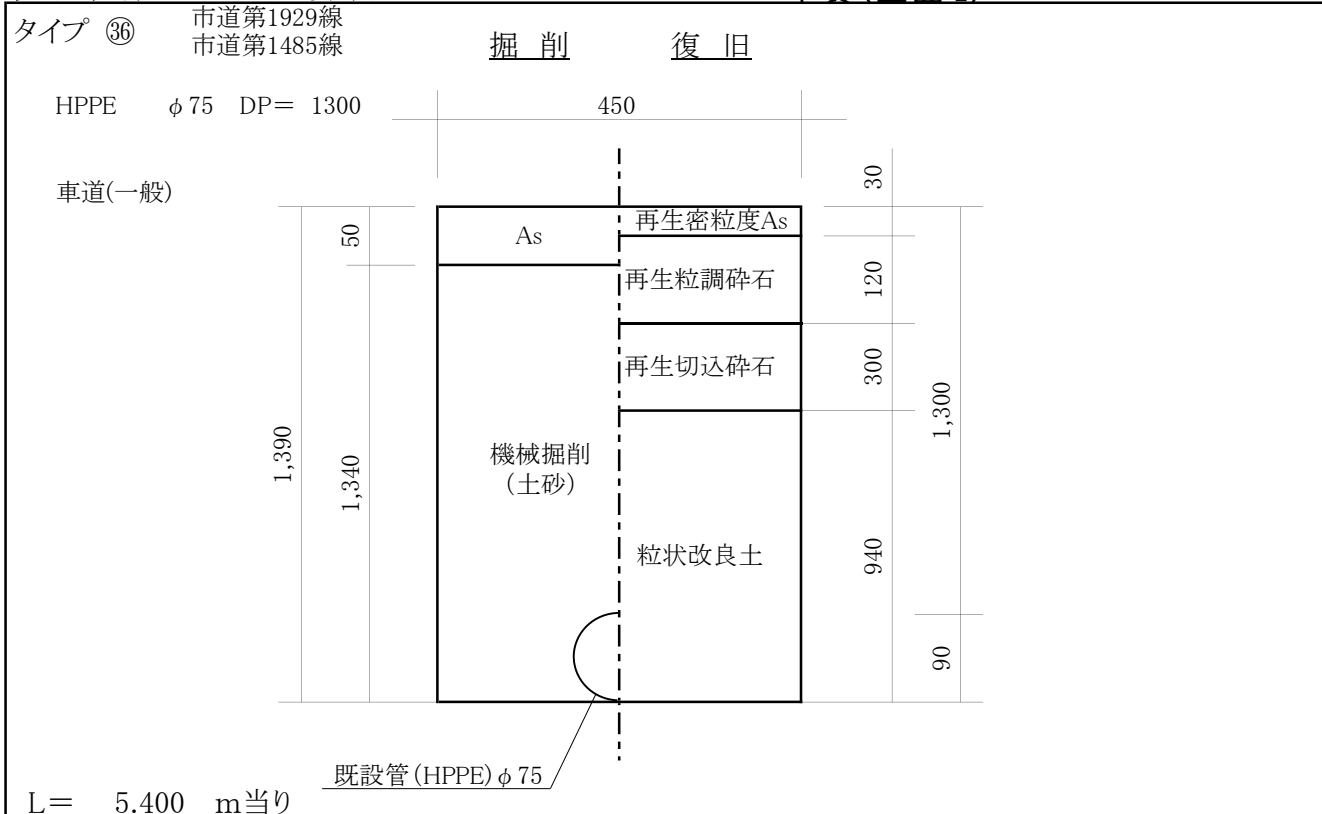 タイプ ㊱
市道第1929線
市道第1485線
掘 削 復 旧
HPPE φ75 DP= 1300
450
車道(一般)
30
50
As
再生密粒度As
再生粒調砕石
120
再生切込砕石
300
1,390
1,340
機械掘削
(土砂)
1,300
粒状改良土
940
90
既設管(HPPE)φ75
L= 5.400 m当り